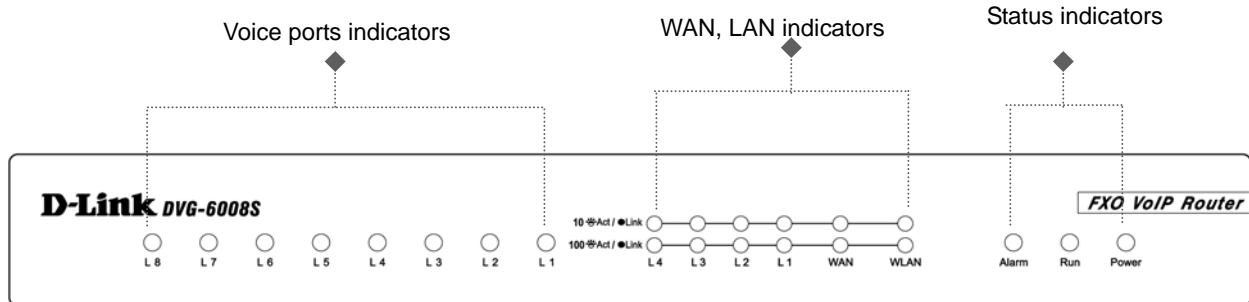 Voice ports indicators
WAN, LAN indicators
Status indicators
D-Link DVG-6008S
FXO VoIP Router
10 Act / ●Link
100 Act / ●Link
L 8 L 7 L 6 L 5 L 4 L 3 L 2 L 1
L 4 L 3 L 2 L 1 WAN WLAN
Alarm Run Power